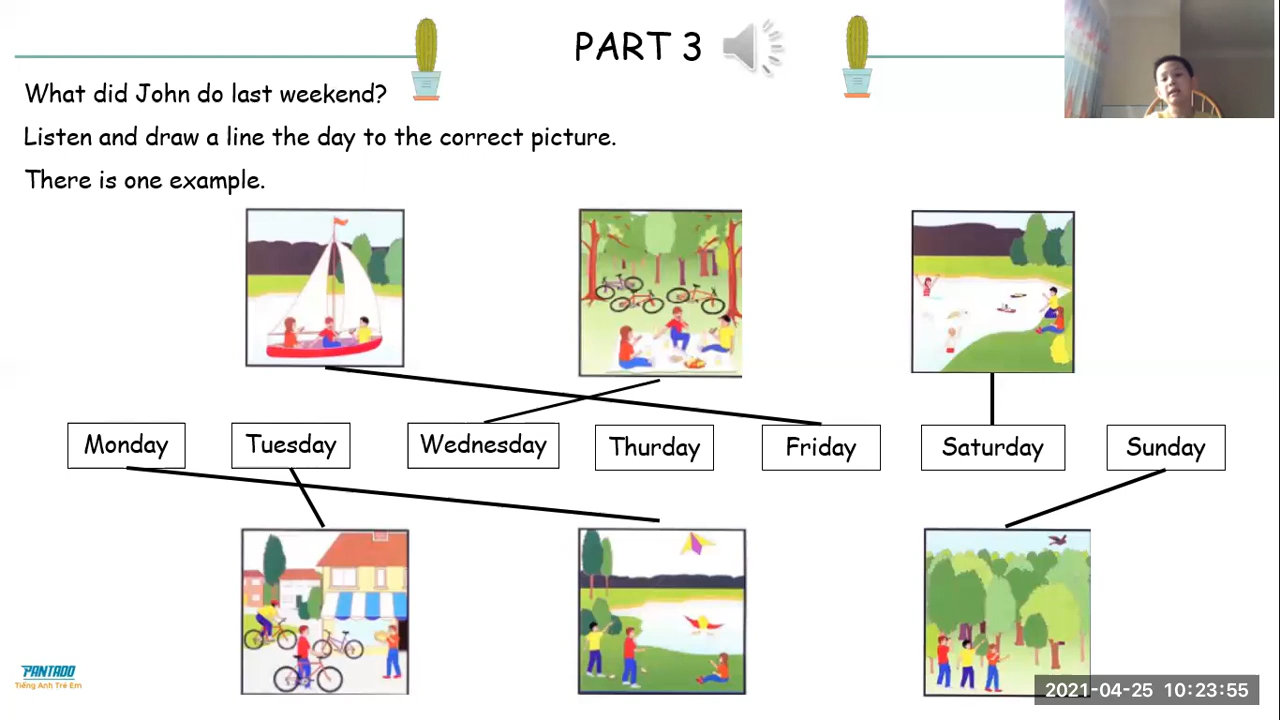 PART 3
What did John do last weekend?
Listen and draw a line the day to the correct picture.
There is one example.
Monday Tuesday Wednesday Thurday Friday Saturday Sunday
PANTADO
Tiếng Anh Trẻ Em
2021-04-25 10:23:55